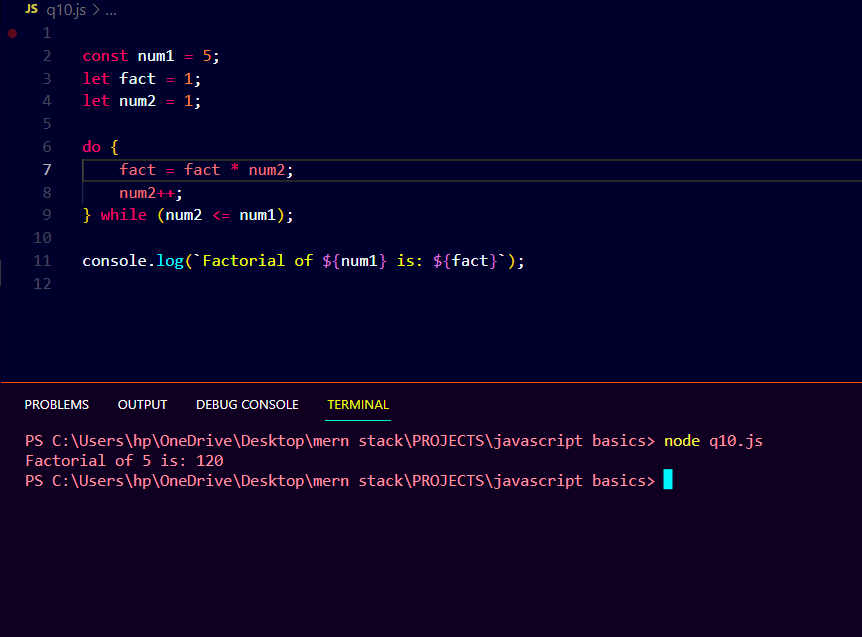 JS q10.js > ...
1
2 const num1 = 5;
3 let fact = 1;
4 let num2 = 1;
5
6 do {
7     fact = fact * num2;
8     num2++;
9 } while (num2 <= num1);
10
11 console.log(`Factorial of ${num1} is: ${fact}`);
12
PROBLEMS OUTPUT DEBUG CONSOLE TERMINAL
PS C:\Users\hp\OneDrive\Desktop\mern stack\PROJECTS\javascript basics> node q10.js
Factorial of 5 is: 120
PS C:\Users\hp\OneDrive\Desktop\mern stack\PROJECTS\javascript basics>